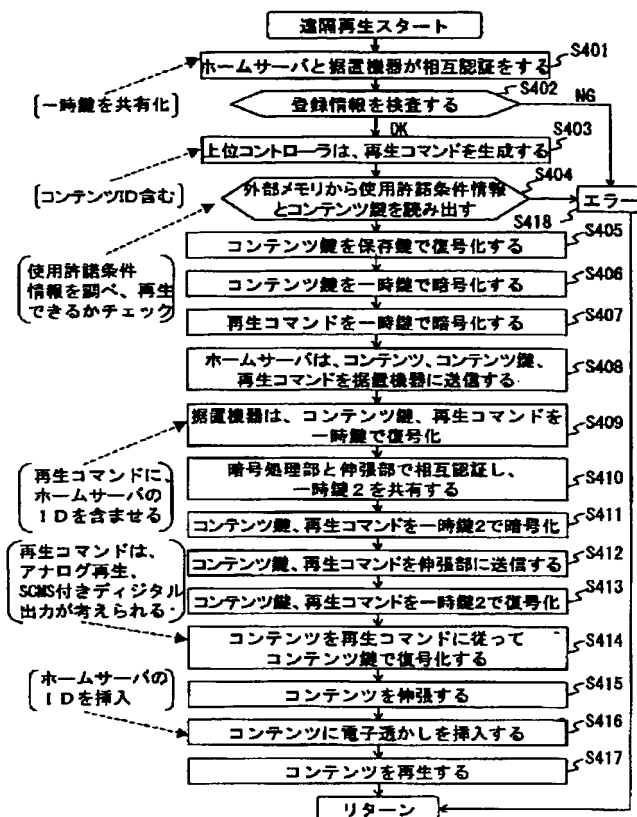 遠隔再生スタート
S401
ホームサーバと据置機器が相互認証をする
S402
[一時鍵を共有化]
登録情報を検査する
NG
OK
S403
上位コントローラは、再生コマンドを生成する
S404
[コンテンツID含む]
外部メモリから使用許諾条件情報
とコンテンツ鍵を読み出す
エラー
S418
S405
コンテンツ鍵を保存鍵で復号化する
使用許諾条件
情報を調べ、再生
できるかチェック
S406
コンテンツ鍵を一時鍵で暗号化する
S407
再生コマンドを一時鍵で暗号化する
S408
ホームサーバは、コンテンツ、コンテンツ鍵、
再生コマンドを据置機器に送信する
S409
据置機器は、コンテンツ鍵、再生コマンドを
一時鍵で復号化
再生コマンドに、
ホームサーバの
IDを含ませる
S410
暗号処理部と伸張部で相互認証し、
一時鍵2を共有する
S411
コンテンツ鍵、再生コマンドを一時鍵2で暗号化
再生コマンドは、
アナログ再生、
SCMS付きディジタル
出力が考えられる
S412
コンテンツ鍵、再生コマンドを伸張部に送信する
S413
コンテンツ鍵、再生コマンドを一時鍵2で復号化
S414
コンテンツを再生コマンドに従って
コンテンツ鍵で復号化する
ホームサーバの
IDを挿入
S415
コンテンツを伸張する
S416
コンテンツに電子透かしを挿入する
S417
コンテンツを再生する
リターン